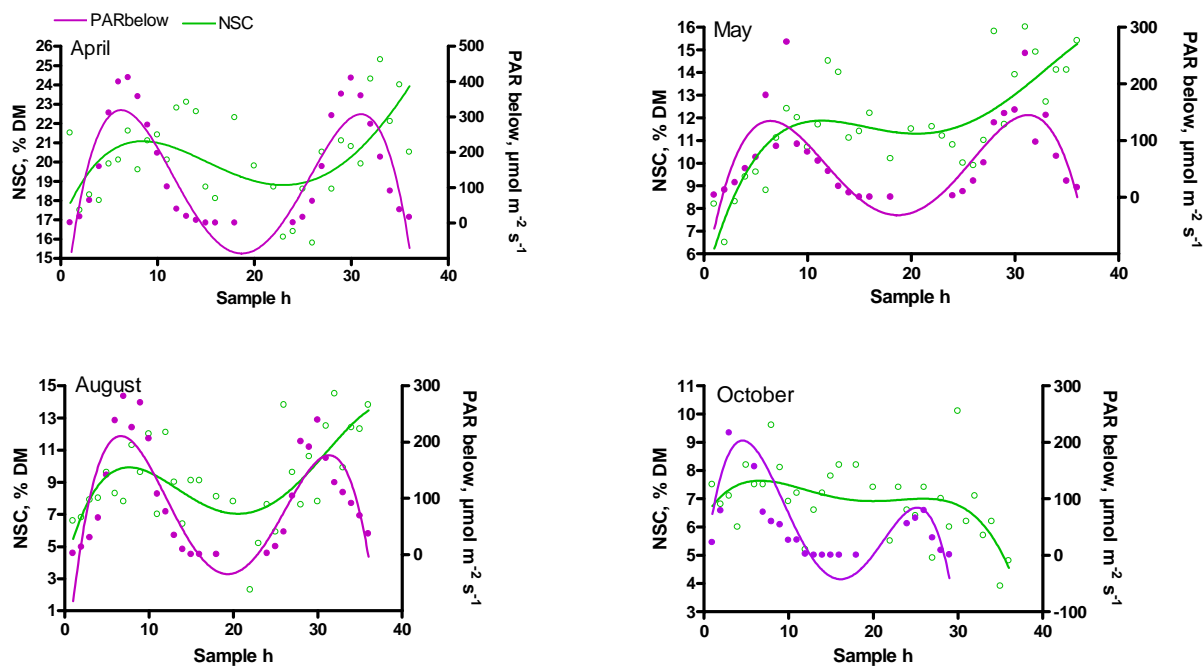 PARbelow NSC
April
26
25
24
23
22
21
20
19
18
17
16
15
500
400
300
200
100
0
NSC, % DM
PAR below, µmol m⁻² s⁻¹
0 10 20 30 40
Sample h
May
16
15
14
13
12
11
10
9
8
7
6
300
200
100
0
NSC, % DM
PAR below, µmol m⁻² s⁻¹
0 10 20 30 40
Sample h
August
15
13
11
9
7
5
3
1
300
200
100
0
NSC, % DM
PAR below, µmol m⁻² s⁻¹
0 10 20 30 40
Sample h
October
11
10
9
8
7
6
5
4
3
300
200
100
0
-100
NSC, % DM
PAR below, µmol m⁻² s⁻¹
0 10 20 30 40
Sample h